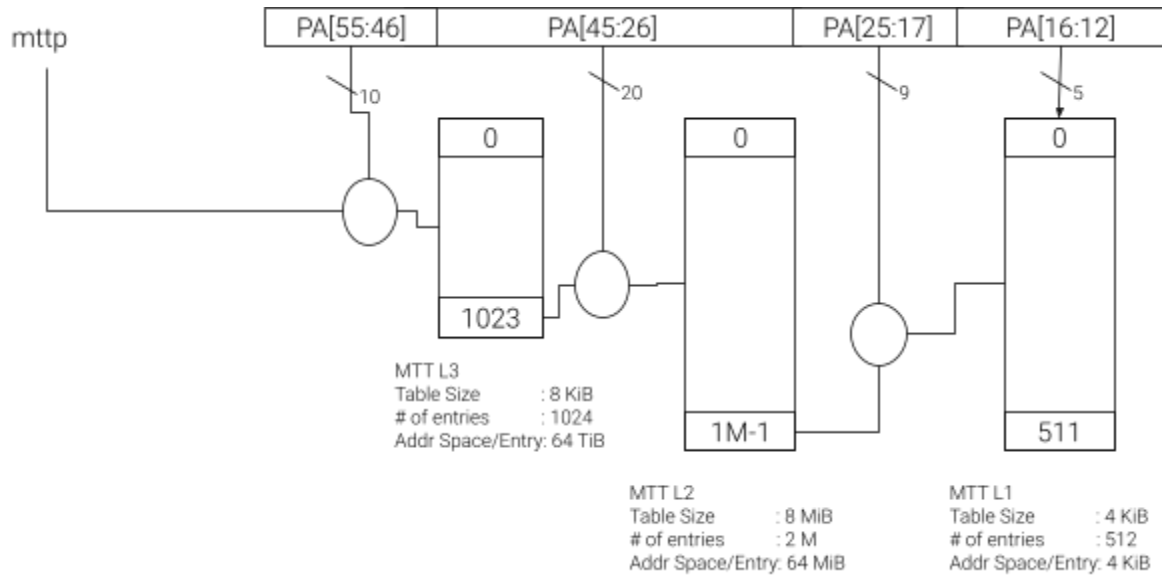 mttp
PA[55:46] PA[45:26] PA[25:17] PA[16:12]
10 20 9 5
0 0 0
1023
MTT L3
Table Size : 8 KiB
# of entries : 1024
Addr Space/Entry: 64 TiB
1M-1 511
MTT L2
Table Size : 8 MiB
# of entries : 2 M
Addr Space/Entry: 64 MiB
MTT L1
Table Size : 4 KiB
# of entries : 512
Addr Space/Entry: 4 KiB